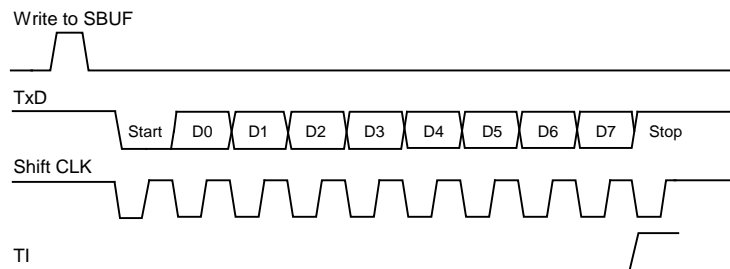 Write to SBUF
TxD
Start D0 D1 D2 D3 D4 D5 D6 D7 Stop
Shift CLK
TI